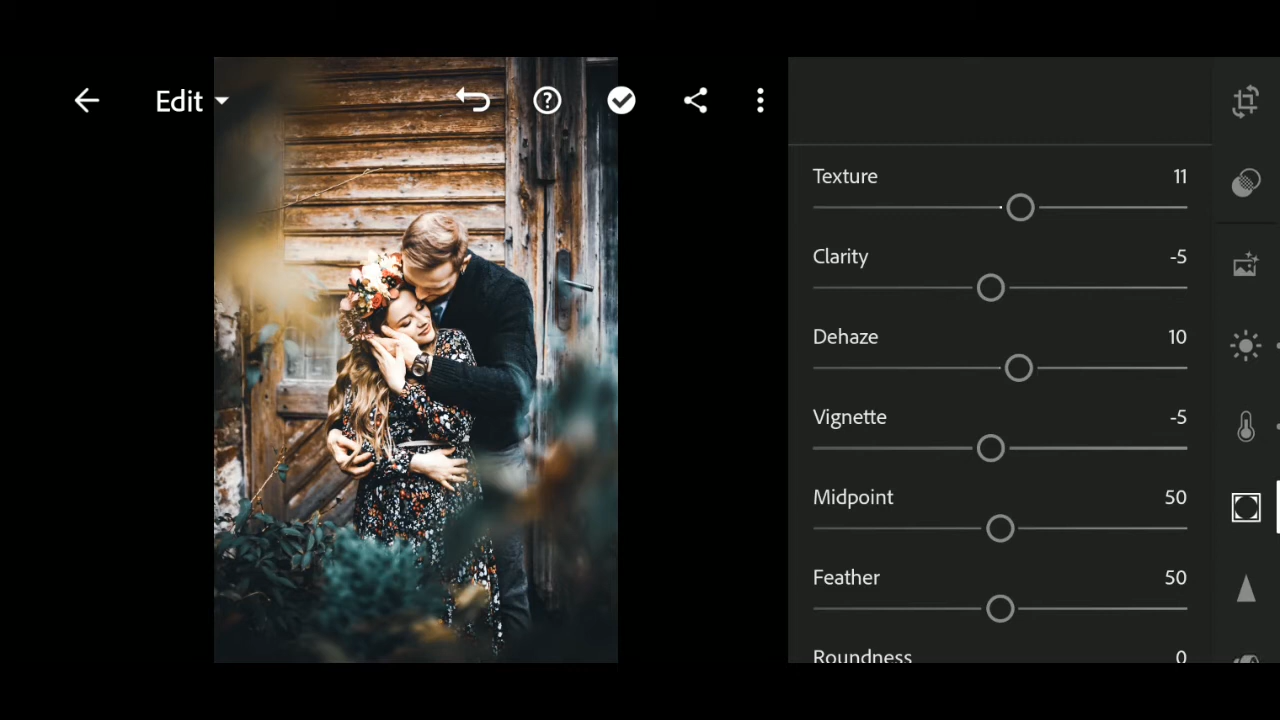 Edit
Texture 11
Clarity -5
Dehaze 10
Vignette -5
Midpoint 50
Feather 50
Roundness 0